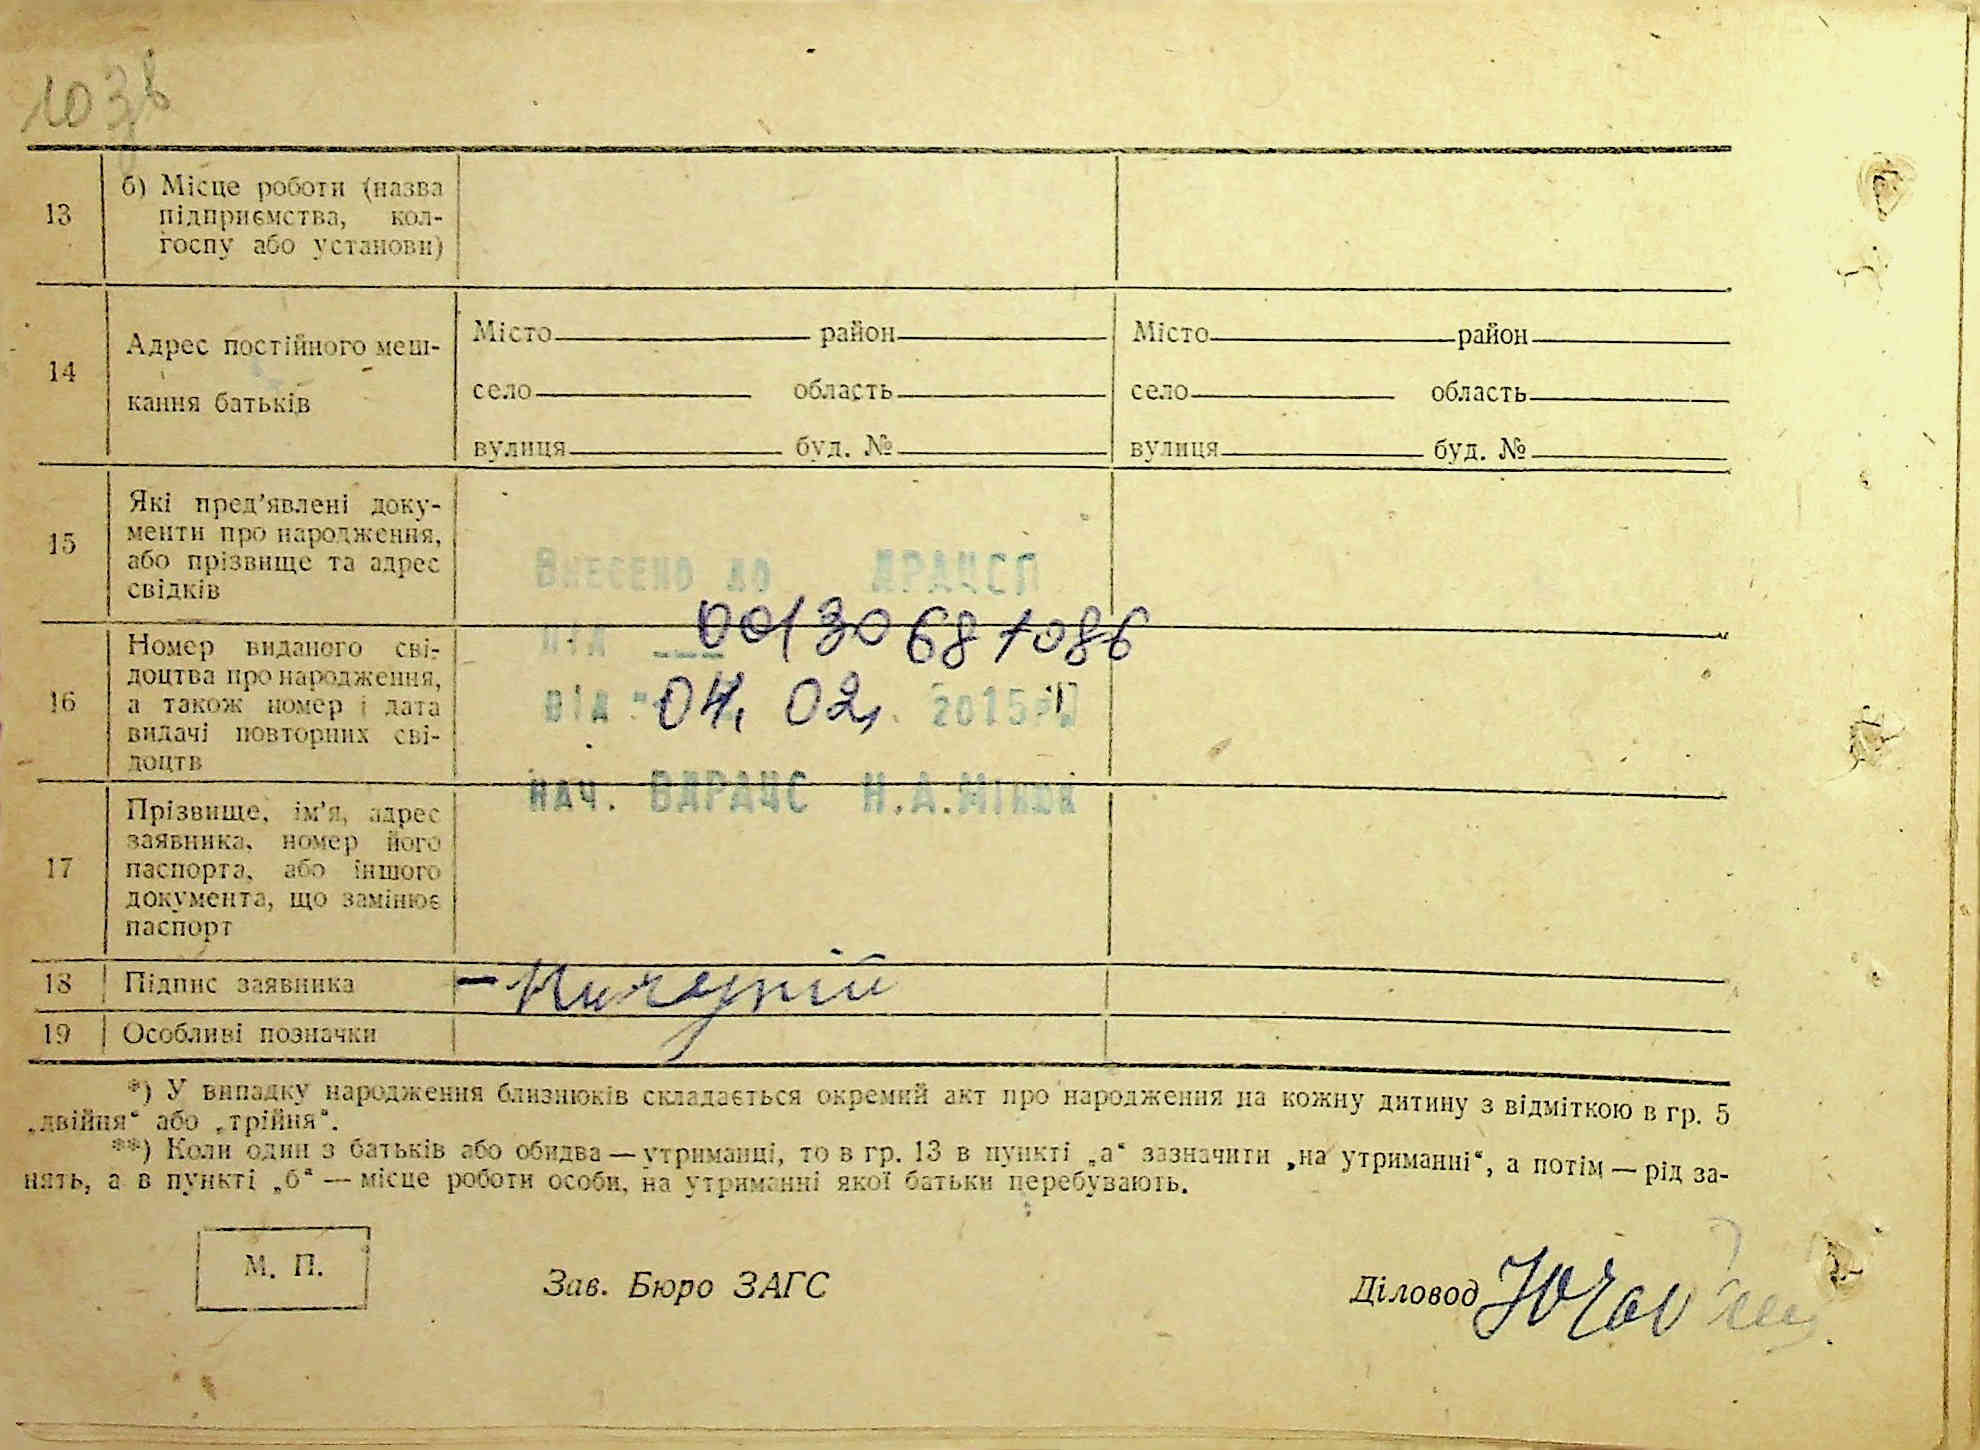 103в
13
б) Місце роботи (назва
підприємства, кол-
госпу або установи)
14
Адрес постійного меш-
кання батьків
Місто район Місто район
село область село область
вулиця буд. № вулиця буд. №
15
Які пред’явлені доку-
менти про народження,
або прізвище та адрес
свідків
Внесено до ДРАЦСГ
під 00130681086
від 04. 02. 2015р.
нач. ВДРАЦС Н.А.
16
Номер виданого сві-
доцтва про народження,
а також номер і дата
видачі повторних сві-
доцтв
17
Прізвище, ім’я, адрес
заявника, номер його
паспорта, або іншого
документа, що замінює
паспорт
18 Підпис заявника
19 Особливі позначки
*) У випадку народження близнюків складається окремий акт про народження на кожну дитину з відміткою в гр. 5
„двійня“ або „трійня“.
**) Коли один з батьків або обидва — утриманці, то в гр. 13 в пункті „а“ зазначити „на утриманні“, а потім — рід за-
нять, а в пункті „б“ — місце роботи особи, на утриманні якої батьки перебувають.
М. П.
Зав. Бюро ЗАГС
Діловод